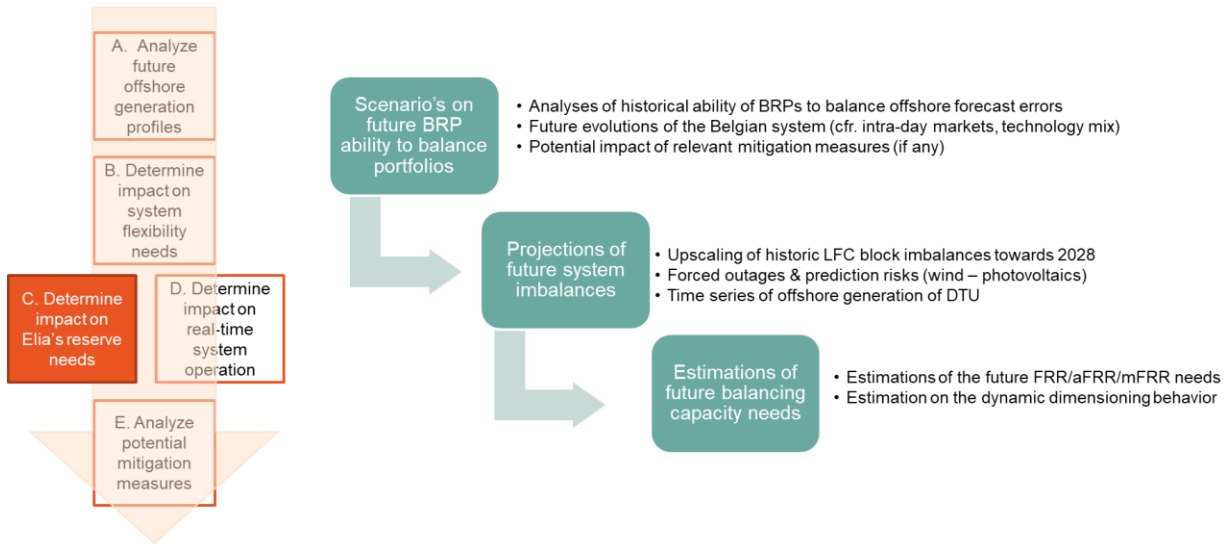 A. Analyze
future
offshore
generation
profiles
B. Determine
impact on
system
flexibility
needs
C. Determine
impact on
Elia's reserve
needs
D. Determine
impact on
real-time
system
operation
E. Analyze
potential
mitigation
measures
Scenario's on
future BRP
ability to balance
portfolios
• Analyses of historical ability of BRPs to balance offshore forecast errors
• Future evolutions of the Belgian system (cfr. intra-day markets, technology mix)
• Potential impact of relevant mitigation measures (if any)
Projections of
future system
imbalances
• Upscaling of historic LFC block imbalances towards 2028
• Forced outages & prediction risks (wind – photovoltaics)
• Time series of offshore generation of DTU
Estimations of
future balancing
capacity needs
• Estimations of the future FRR/aFRR/mFRR needs
• Estimation on the dynamic dimensioning behavior